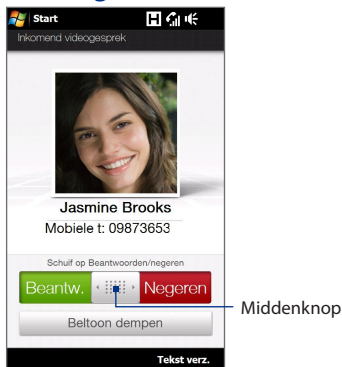 Start
Inkomend videogesprek
Jasmine Brooks
Mobiele t: 09873653
Schuif op Beantwoorden/negeren
Beantw. Negeren
Middenknop
Beltoon dempen
Tekst verz.